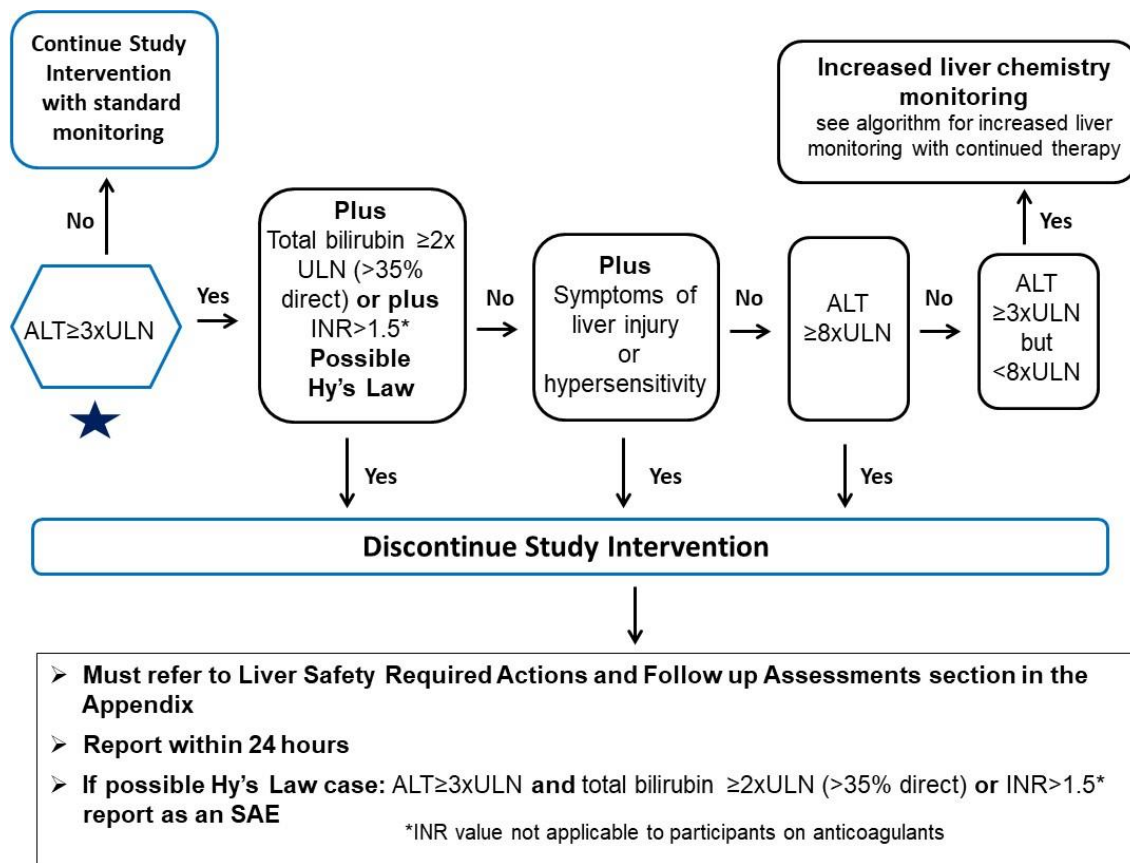 Continue Study
Intervention
with standard
monitoring
Increased liver chemistry
monitoring
see algorithm for increased liver
monitoring with continued therapy
No
Yes
ALT≥3xULN
Yes
Plus
Total bilirubin ≥2x
ULN (>35%
direct) or plus
INR>1.5*
Possible
Hy's Law
No
Plus
Symptoms of
liver injury
or
hypersensitivity
No
ALT
≥8xULN
No
ALT
≥3xULN
but
<8xULN
Yes
Yes
Yes
Discontinue Study Intervention
➢ Must refer to Liver Safety Required Actions and Follow up Assessments section in the
Appendix
➢ Report within 24 hours
➢ If possible Hy's Law case: ALT≥3xULN and total bilirubin ≥2xULN (>35% direct) or INR>1.5*
report as an SAE
*INR value not applicable to participants on anticoagulants